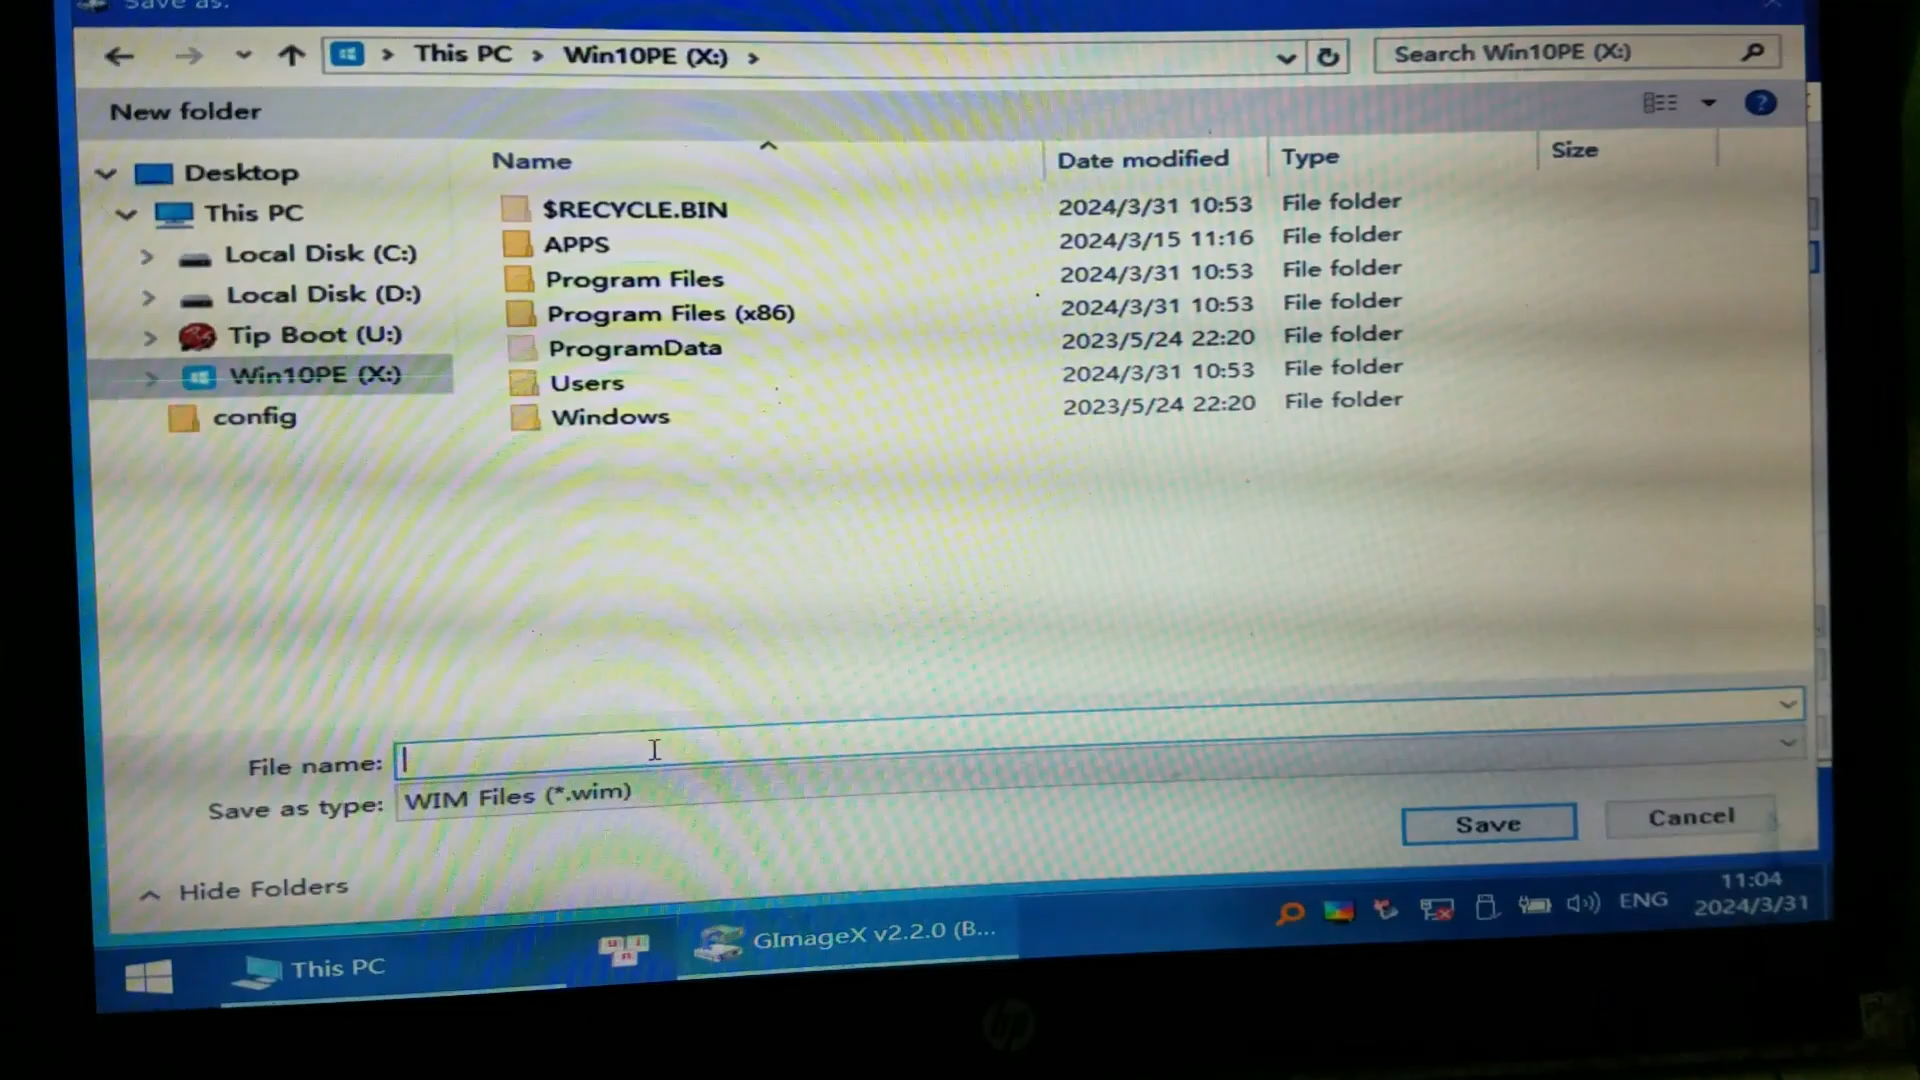 Save as:
This PC > Win10PE (X:) >
Search Win10PE (X:)
New folder
Name Date modified Type Size
Desktop
This PC
Local Disk (C:)
Local Disk (D:)
Tip Boot (U:)
Win10PE (X:)
config
$RECYCLE.BIN 2024/3/31 10:53 File folder
APPS 2024/3/15 11:16 File folder
Program Files 2024/3/31 10:53 File folder
Program Files (x86) 2024/3/31 10:53 File folder
ProgramData 2023/5/24 22:20 File folder
Users 2024/3/31 10:53 File folder
Windows 2023/5/24 22:20 File folder
File name:
Save as type: WIM Files (*.wim)
Save Cancel
Hide Folders
This PC
GImageX v2.2.0 (B...
ENG
11:04
2024/3/31
hp